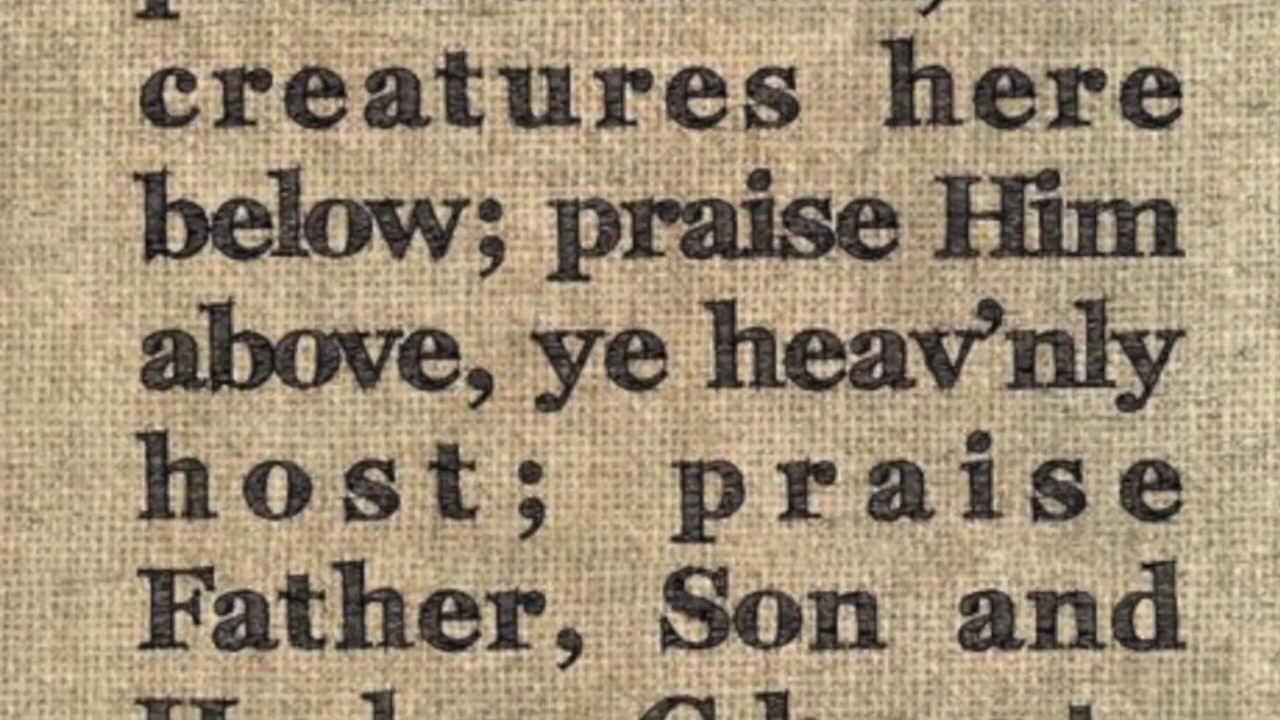 creatures here
below; praise Him
above, ye heav’nly
host; praise
Father, Son and